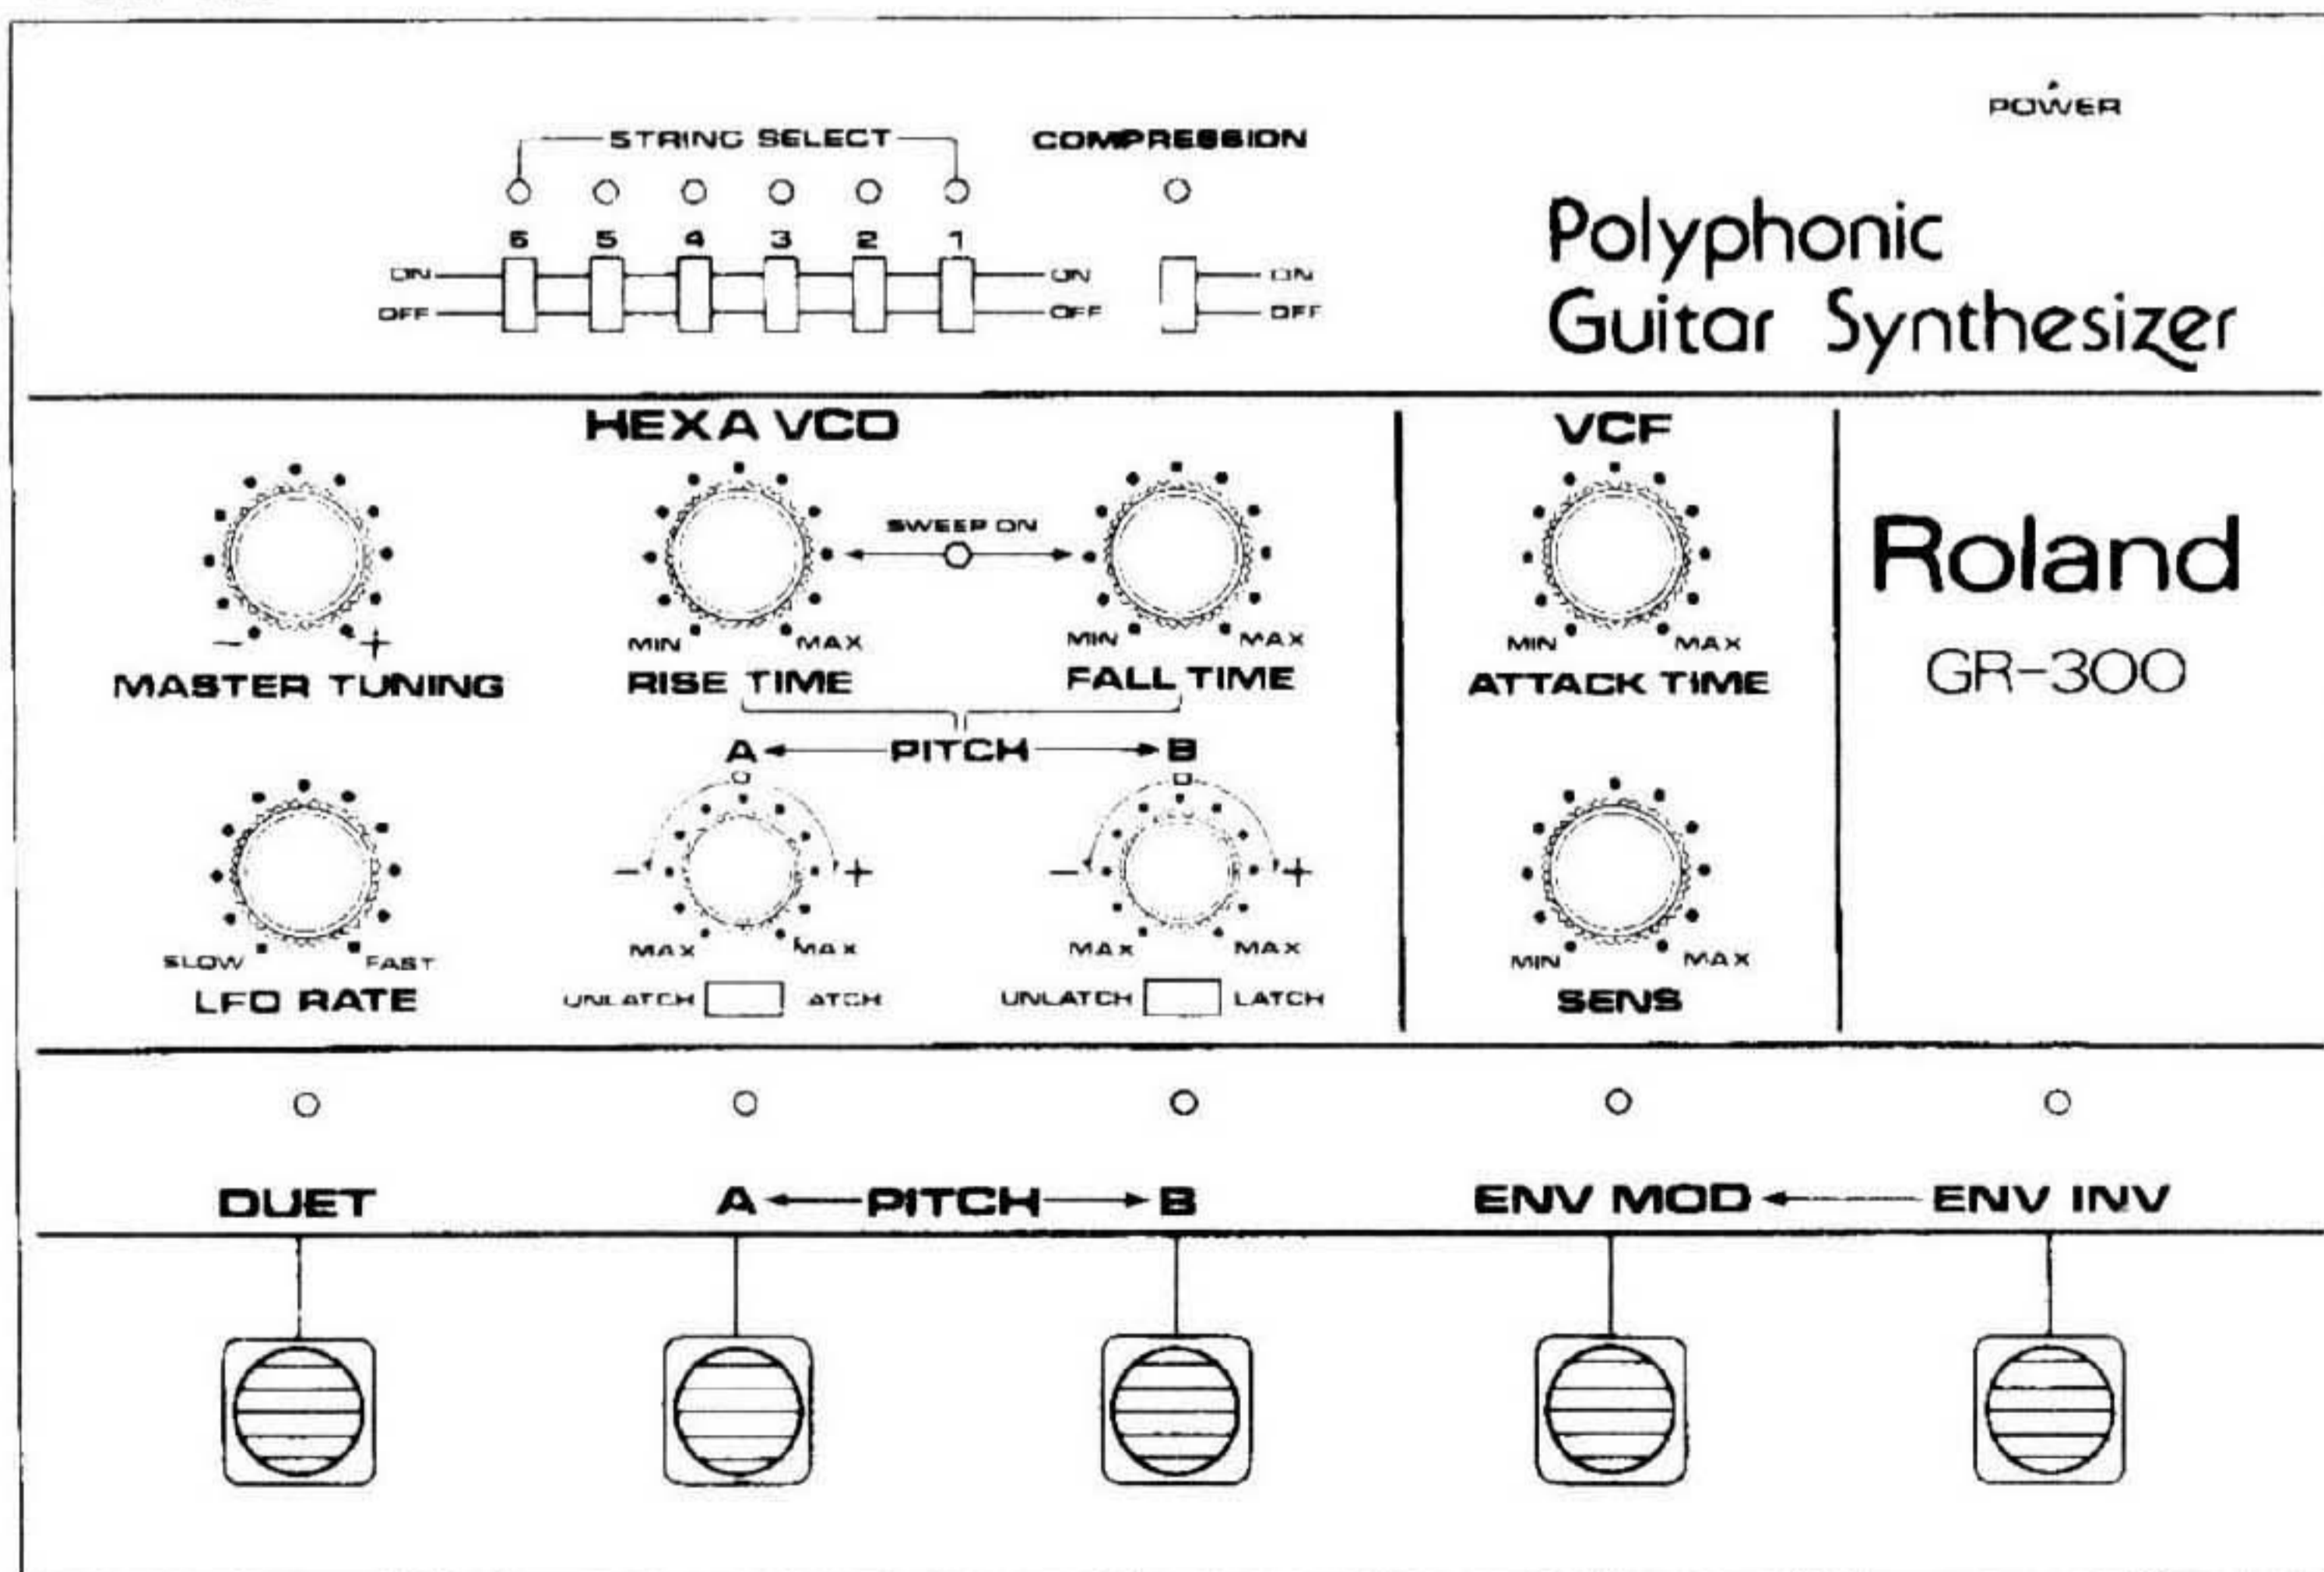 POWER
STRING SELECT
COMPRESSION
6 5 4 3 2 1
ON ON ON
OFF OFF OFF
Polyphonic
Guitar Synthesizer
HEXA VCO
SWEEP ON
- +
MIN MAX
MIN MAX
MASTER TUNING
RISE TIME
FALL TIME
A PITCH B
0 0
- + - +
SLOW FAST
MAX MAX
MAX MAX
LFO RATE
UNLATCH ATCH
UNLATCH LATCH
VCF
MIN MAX
ATTACK TIME
MIN MAX
SENS
Roland
GR-300
DUET
A PITCH B
ENV MOD
ENV INV